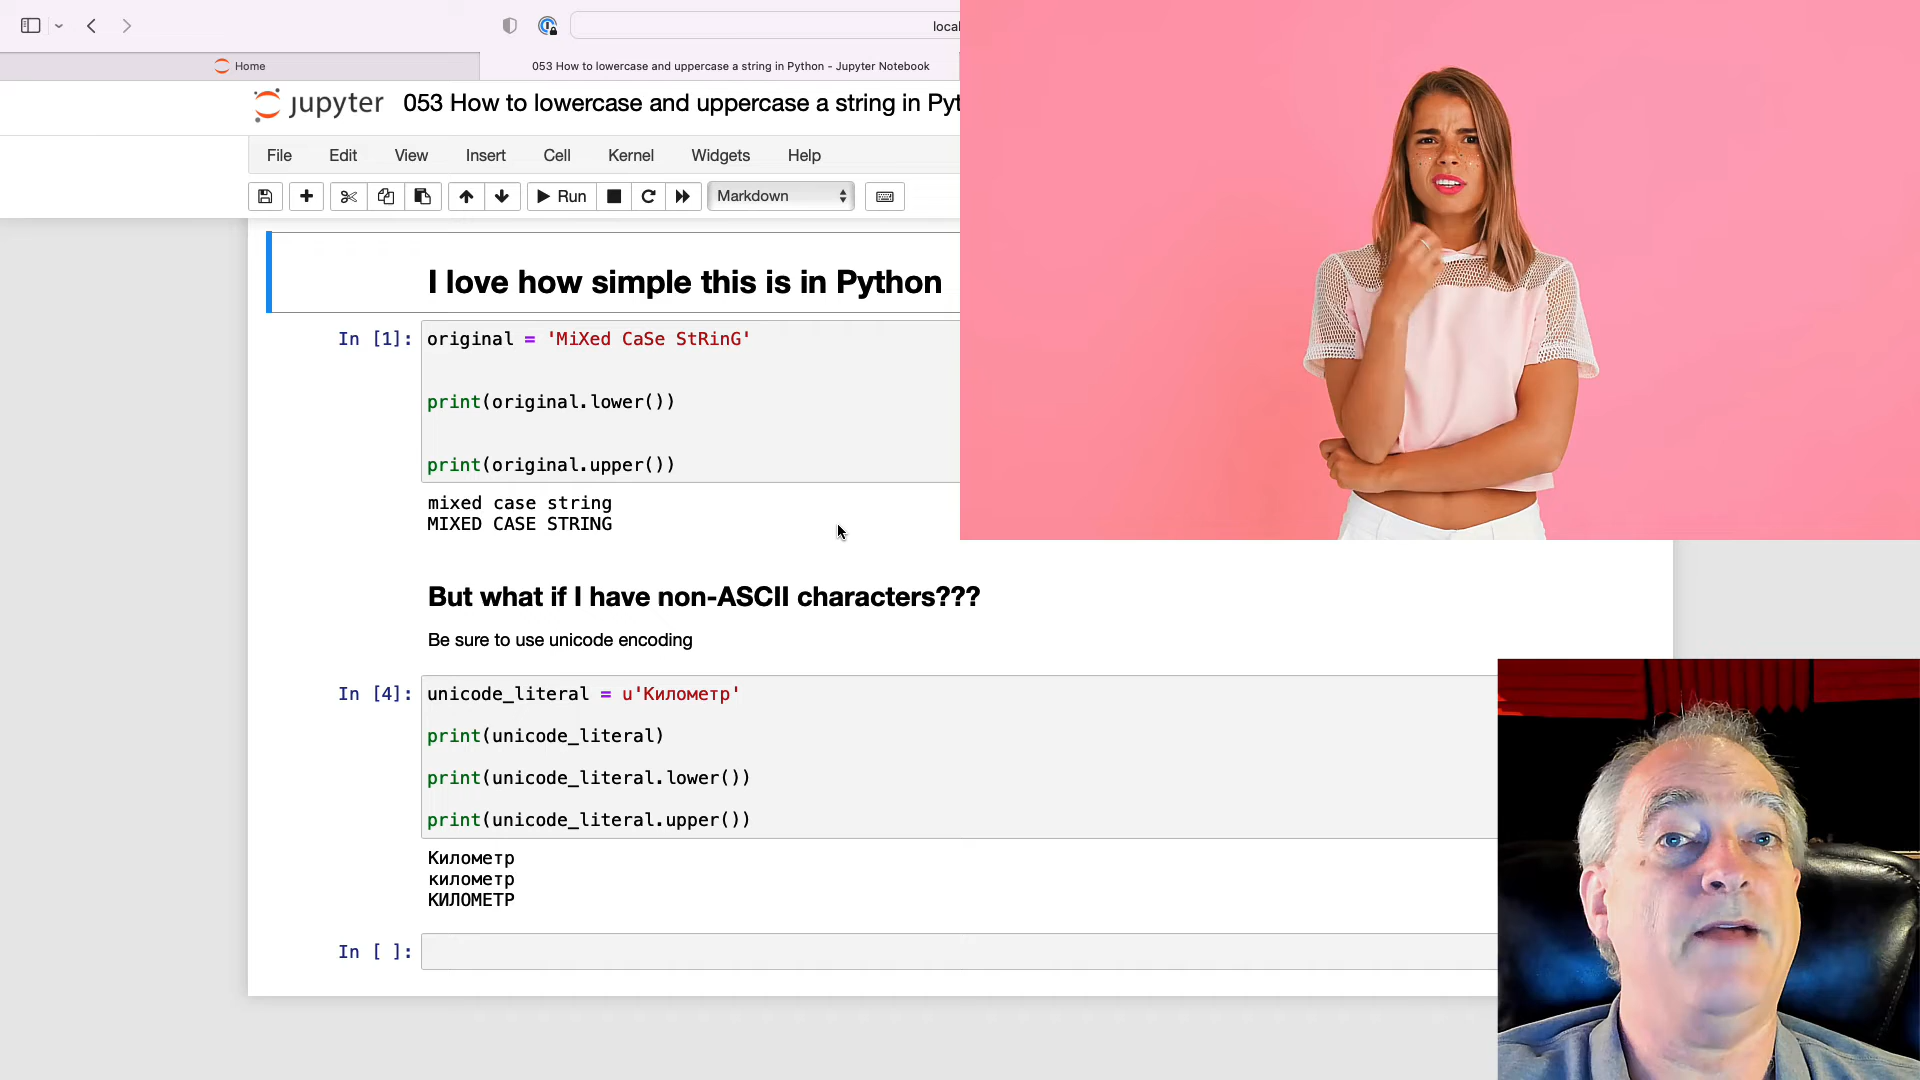 local
Home
053 How to lowercase and uppercase a string in Python - Jupyter Notebook
jupyter 053 How to lowercase and uppercase a string in Pyt
File Edit View Insert Cell Kernel Widgets Help
Run Markdown
I love how simple this is in Python
In [1]: original = 'MiXed CaSe StRinG'
print(original.lower())
print(original.upper())
mixed case string
MIXED CASE STRING
But what if I have non-ASCII characters???
Be sure to use unicode encoding
In [4]: unicode_literal = u'Километр'
print(unicode_literal)
print(unicode_literal.lower())
print(unicode_literal.upper())
Километр
километр
КИЛОМЕТР
In [ ]: